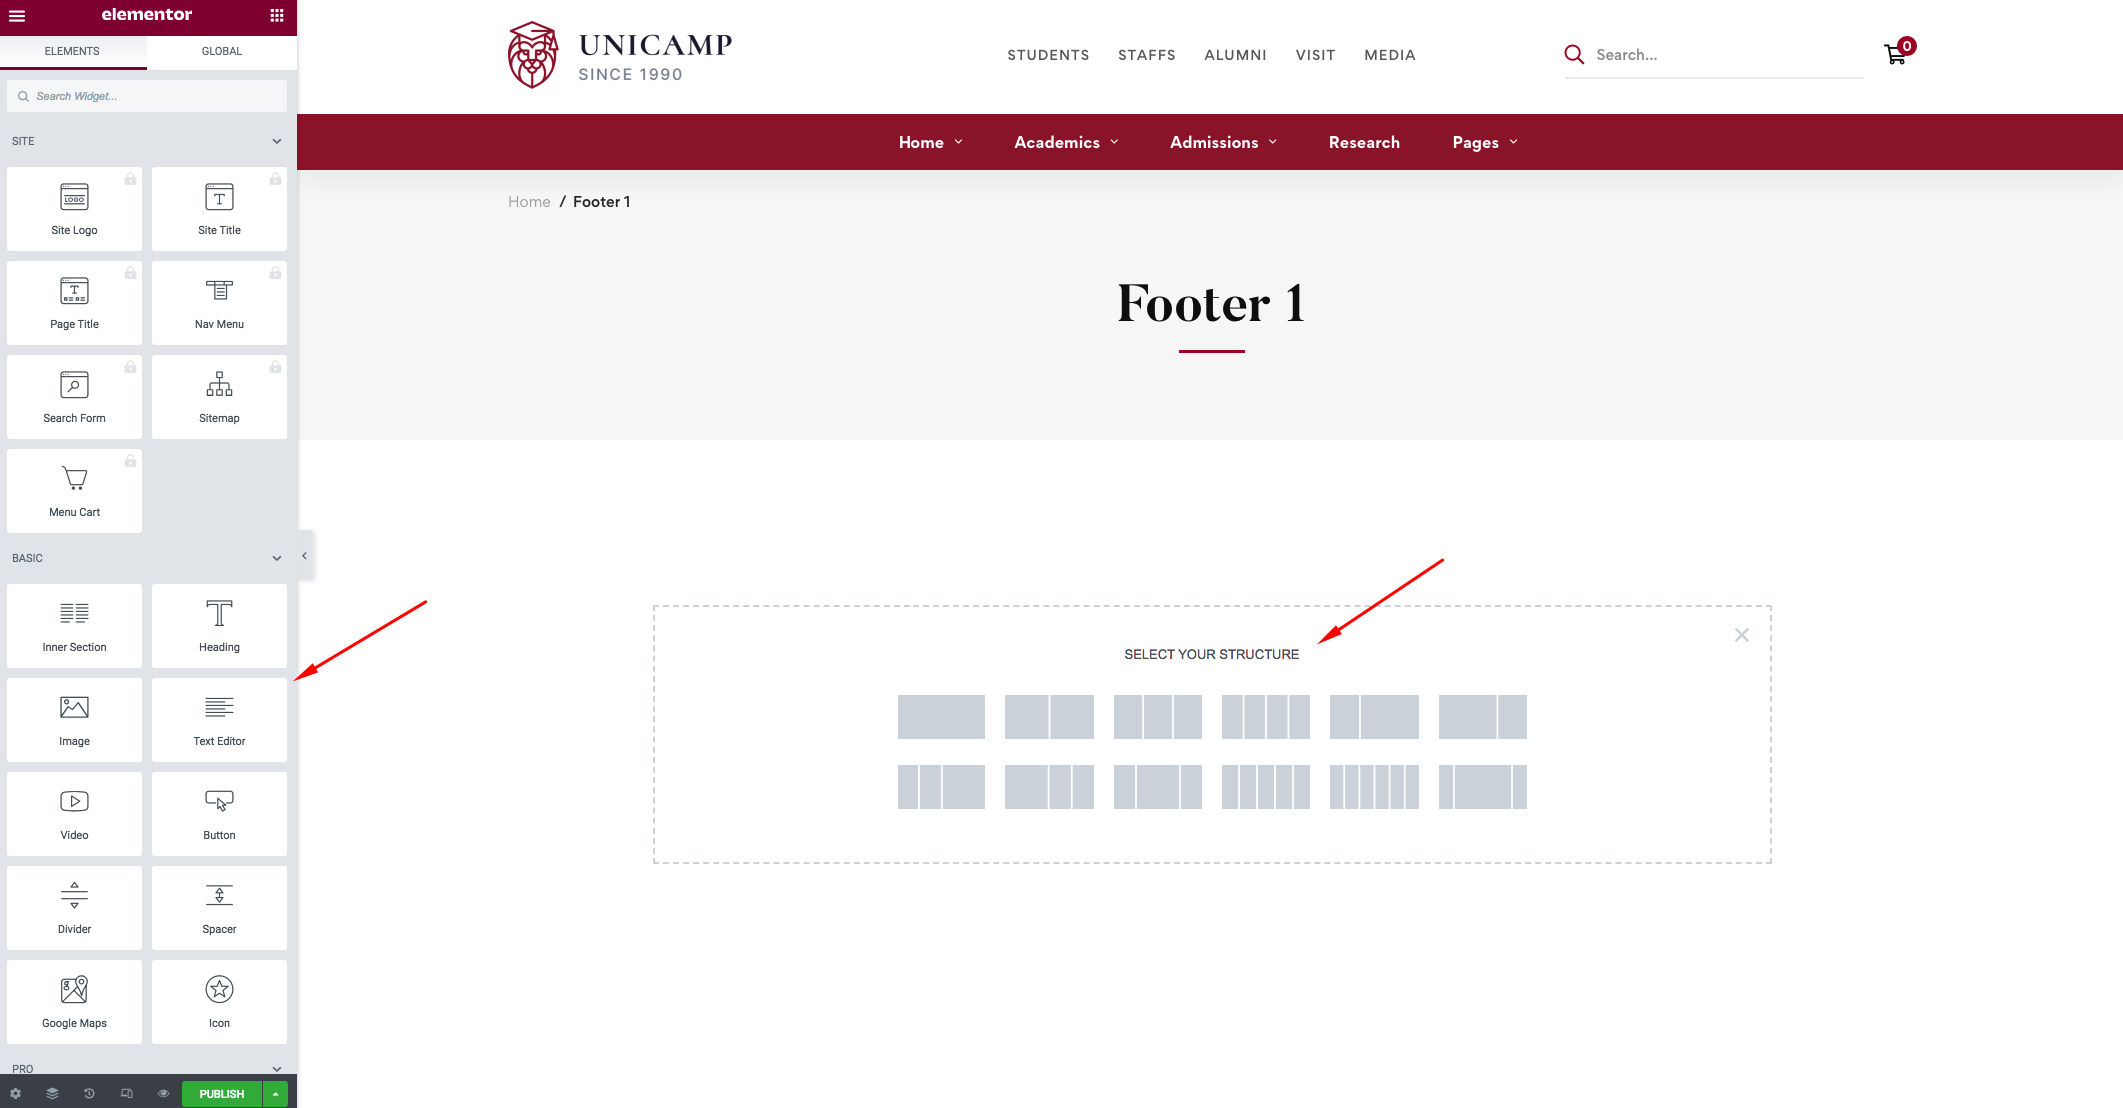 elementor
ELEMENTS GLOBAL
Search Widget...
SITE
LOGO
Site Logo Site Title
Page Title Nav Menu
Search Form Sitemap
Menu Cart
BASIC
Inner Section Heading
Image Text Editor
Video Button
Divider Spacer
Google Maps Icon
PRO
PUBLISH
UNICAMP
SINCE 1990
STUDENTS STAFFS ALUMNI VISIT MEDIA
Search...
0
Home Academics Admissions Research Pages
Home / Footer 1
Footer 1
SELECT YOUR STRUCTURE